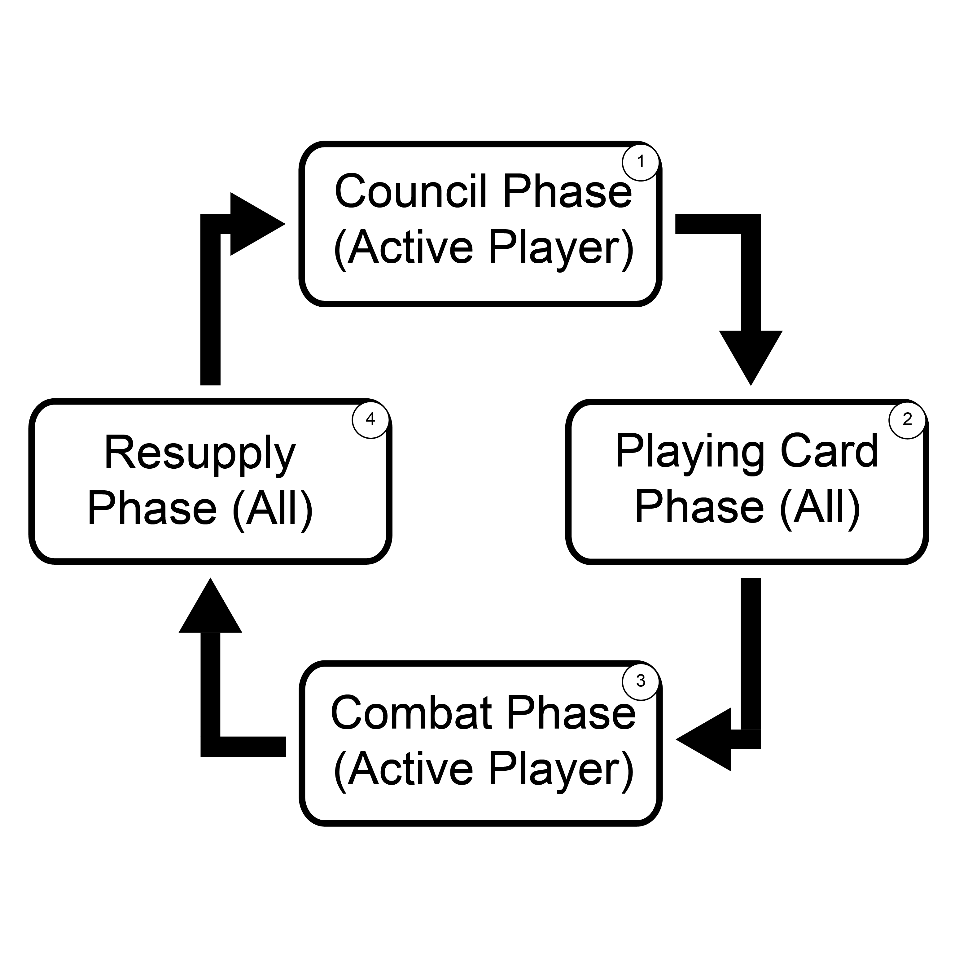 1
Council Phase
(Active Player)
2
Playing Card
Phase (All)
3
Combat Phase
(Active Player)
4
Resupply
Phase (All)